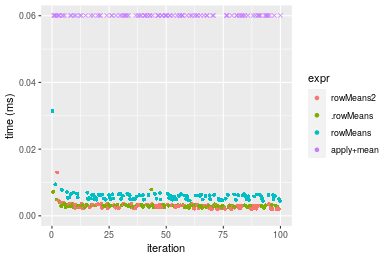 time (ms)
0.06
0.04
0.02
0.00
0
25
50
75
100
iteration
expr
rowMeans2
.rowMeans
rowMeans
apply+mean